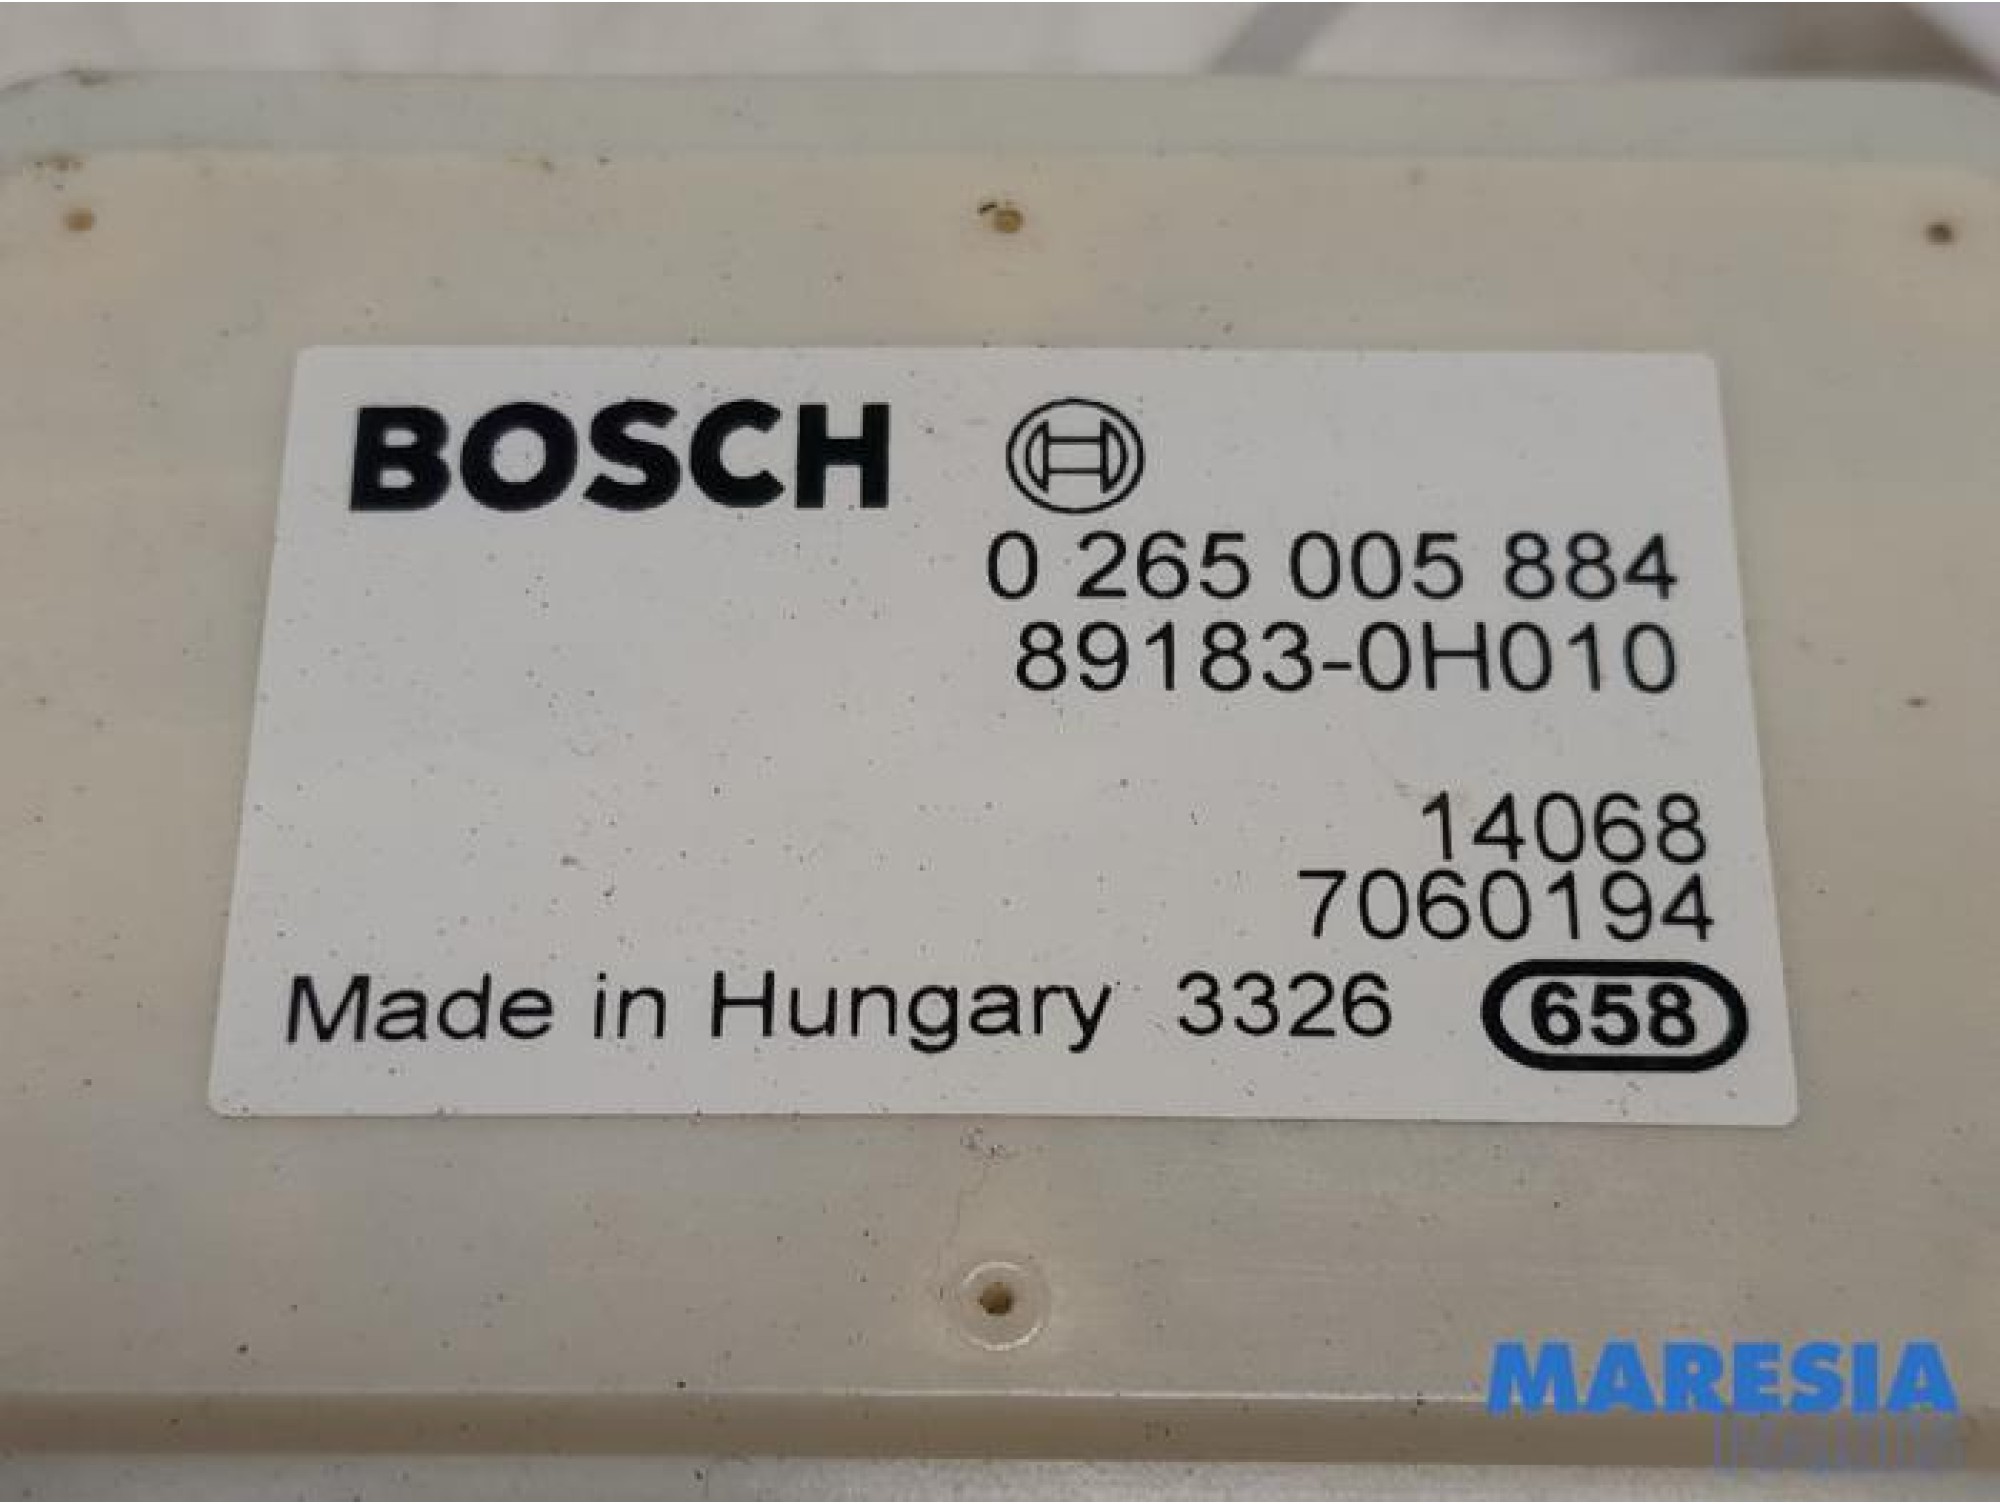 BOSCH
0 265 005 884
89183-0H010
14068
7060194
Made in Hungary 3326 658
MARESIA